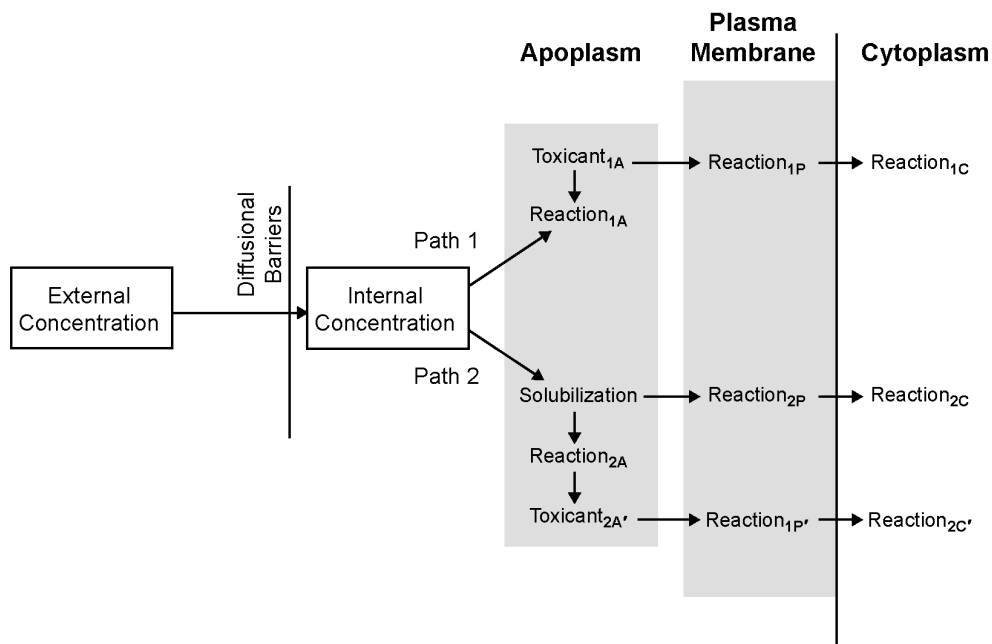 Apoplasm
Plasma
Membrane
Cytoplasm
Toxicant1A
Reaction1P
Reaction1C
Reaction1A
Path 1
Diffusional
Barriers
External
Concentration
Internal
Concentration
Path 2
Solubilization
Reaction2P
Reaction2C
Reaction2A
Toxicant2A′
Reaction1P′
Reaction2C′